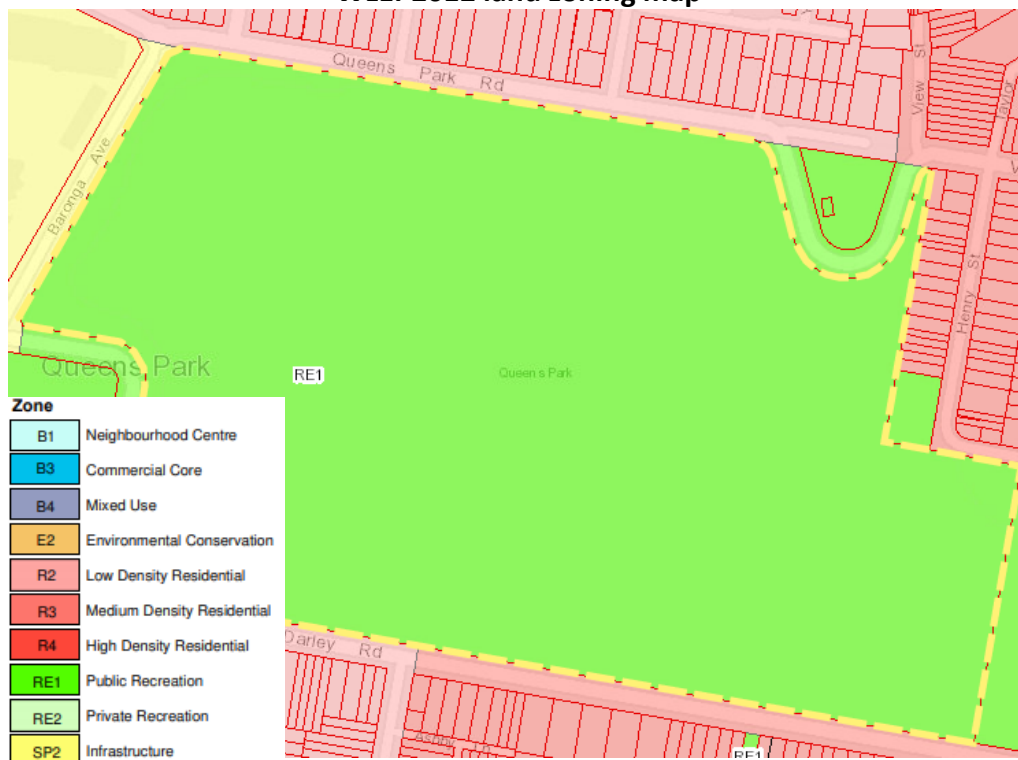 Queens Park Rd
View St
Taylor
Baronga Ave
Henry St
Queens Park
RE1
Queens Park
Zone
B1 Neighbourhood Centre
B3 Commercial Core
B4 Mixed Use
E2 Environmental Conservation
R2 Low Density Residential
R3 Medium Density Residential
R4 High Density Residential
RE1 Public Recreation
RE2 Private Recreation
SP2 Infrastructure
Darley Rd
RE1